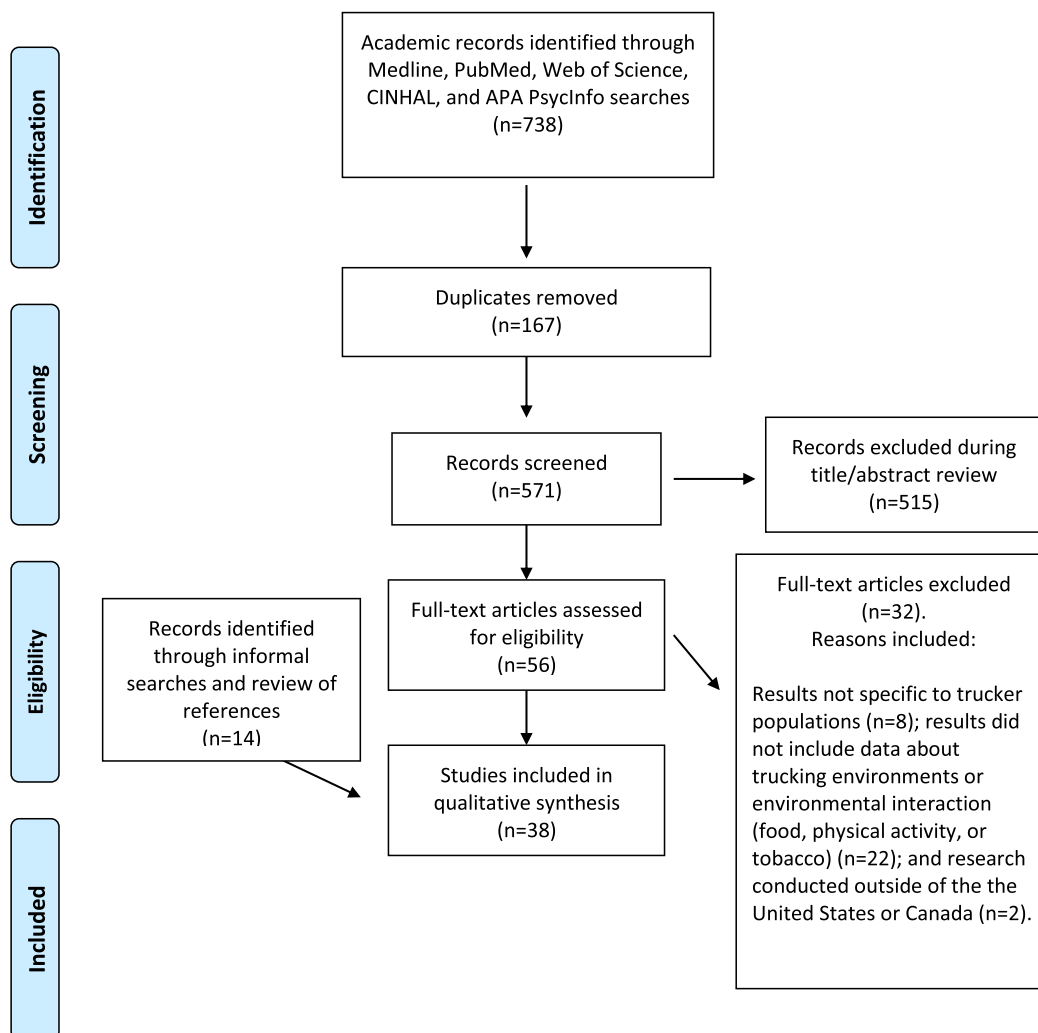 Identification
Academic records identified through
Medline, PubMed, Web of Science,
CINHAL, and APA PsycInfo searches
(n=738)
Duplicates removed
(n=167)
Screening
Records screened
(n=571)
Records excluded during
title/abstract review
(n=515)
Eligibility
Full-text articles assessed
for eligibility
(n=56)
Full-text articles excluded
(n=32).
Reasons included:
Results not specific to trucker
populations (n=8); results did
not include data about
trucking environments or
environmental interaction
(food, physical activity, or
tobacco) (n=22); and research
conducted outside of the the
United States or Canada (n=2).
Records identified
through informal
searches and review of
references
(n=14)
Studies included in
qualitative synthesis
(n=38)
Included